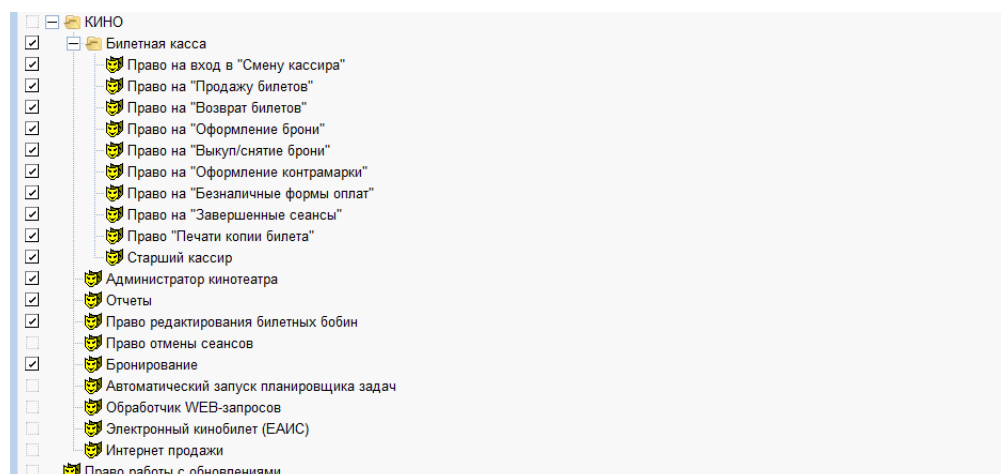 КИНО
Билетная касса
Право на вход в "Смену кассира"
Право на "Продажу билетов"
Право на "Возврат билетов"
Право на "Оформление брони"
Право на "Выкуп/снятие брони"
Право на "Оформление контрамарки"
Право на "Безналичные формы оплат"
Право на "Завершенные сеансы"
Право "Печати копии билета"
Старший кассир
Администратор кинотеатра
Отчеты
Право редактирования билетных бобин
Право отмены сеансов
Бронирование
Автоматический запуск планировщика задач
Обработчик WEB-запросов
Электронный кинобилет (ЕАИС)
Интернет продажи
Право работы с обновлениями